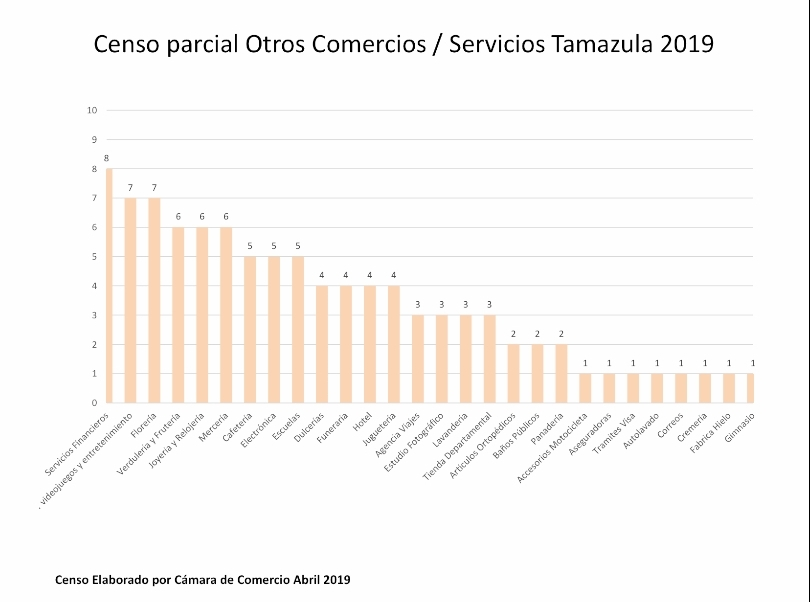 Censo parcial Otros Comercios / Servicios Tamazula 2019
10
9
8
7
6
5
4
3
2
1
0
8
7
7
6
6
6
5
5
5
4
4
4
4
3
3
3
3
2
2
2
1
1
1
1
1
1
1
1
Servicios Financieros
videojuegos y entretenimiento
Florería
Verdulería y Frutería
Joyería y Relojería
Mercería
Cafetería
Electrónica
Escuelas
Dulcerías
Funeraria
Hotel
Juguetería
Agencia Viajes
Estudio Fotográfico
Lavandería
Tienda Departamental
Artículos Ortopédicos
Baños Públicos
Panadería
Accesorios Motocicleta
Aseguradoras
Tramites Visa
Autolavado
Correos
Cremería
Fabrica Hielo
Gimnasio
Censo Elaborado por Cámara de Comercio Abril 2019